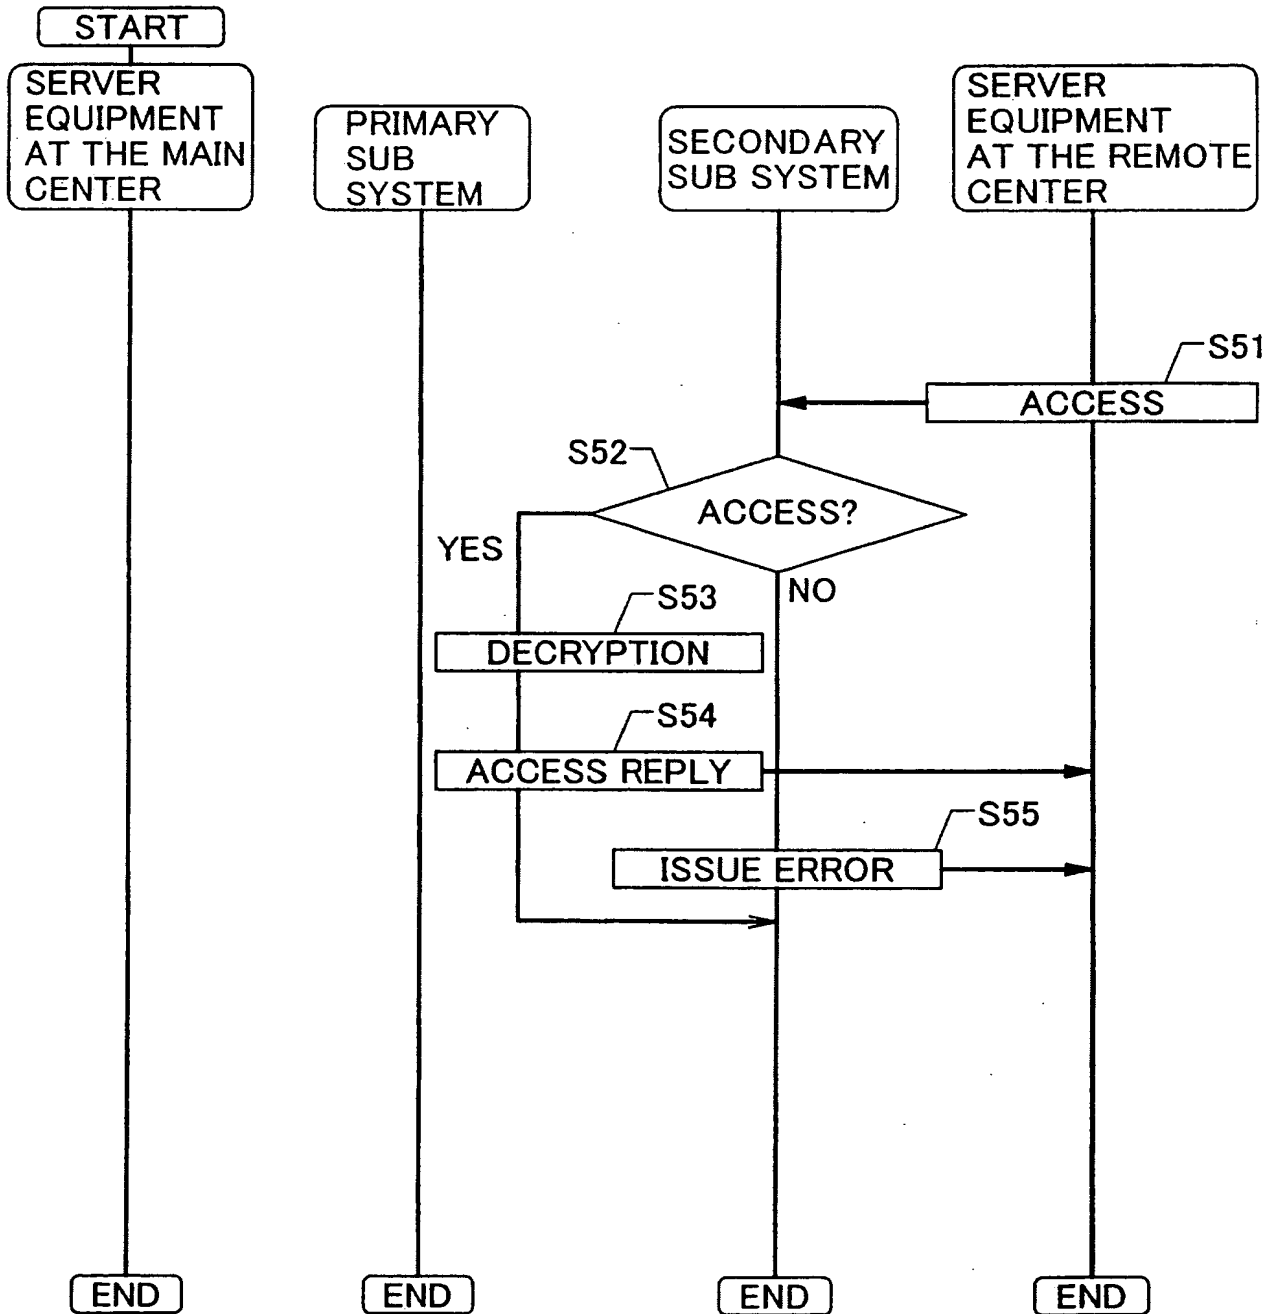 START
SERVER
EQUIPMENT
AT THE MAIN
CENTER
PRIMARY
SUB
SYSTEM
SECONDARY
SUB SYSTEM
SERVER
EQUIPMENT
AT THE REMOTE
CENTER
S51
ACCESS
S52
ACCESS?
YES
NO
S53
DECRYPTION
S54
ACCESS REPLY
S55
ISSUE ERROR
END
END
END
END